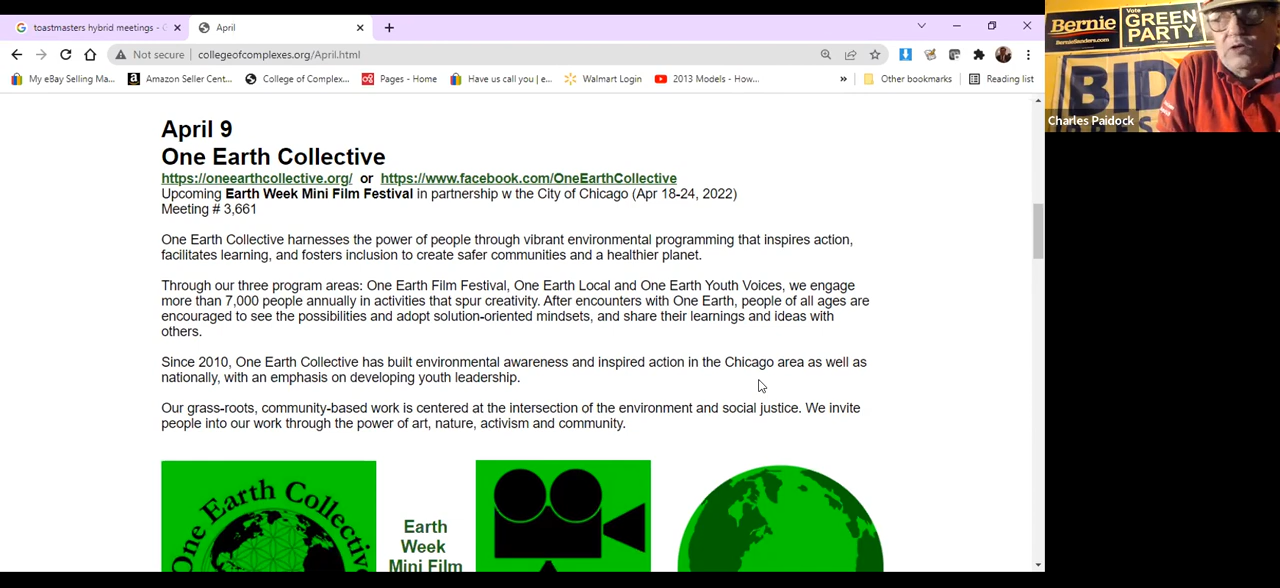 toastmasters hybrid meetings - G
April
Not secure
collegeofcomplexes.org/April.html
My eBay Selling Ma...
Amazon Seller Cent...
College of Complex...
Pages - Home
Have us call you | e...
Walmart Login
2013 Models - How...
»
Other bookmarks
Reading list
Bernie
BernieSanders.com
Vote
GREEN
PARTY
BID
Charles Paidock
April 9
One Earth Collective
https://oneearthcollective.org/ or https://www.facebook.com/OneEarthCollective
Upcoming Earth Week Mini Film Festival in partnership w the City of Chicago (Apr 18-24, 2022)
Meeting # 3,661
One Earth Collective harnesses the power of people through vibrant environmental programming that inspires action,
facilitates learning, and fosters inclusion to create safer communities and a healthier planet.
Through our three program areas: One Earth Film Festival, One Earth Local and One Earth Youth Voices, we engage
more than 7,000 people annually in activities that spur creativity. After encounters with One Earth, people of all ages are
encouraged to see the possibilities and adopt solution-oriented mindsets, and share their learnings and ideas with
others.
Since 2010, One Earth Collective has built environmental awareness and inspired action in the Chicago area as well as
nationally, with an emphasis on developing youth leadership.
Our grass-roots, community-based work is centered at the intersection of the environment and social justice. We invite
people into our work through the power of art, nature, activism and community.
One Earth Collective
Earth
Week
Mini Film